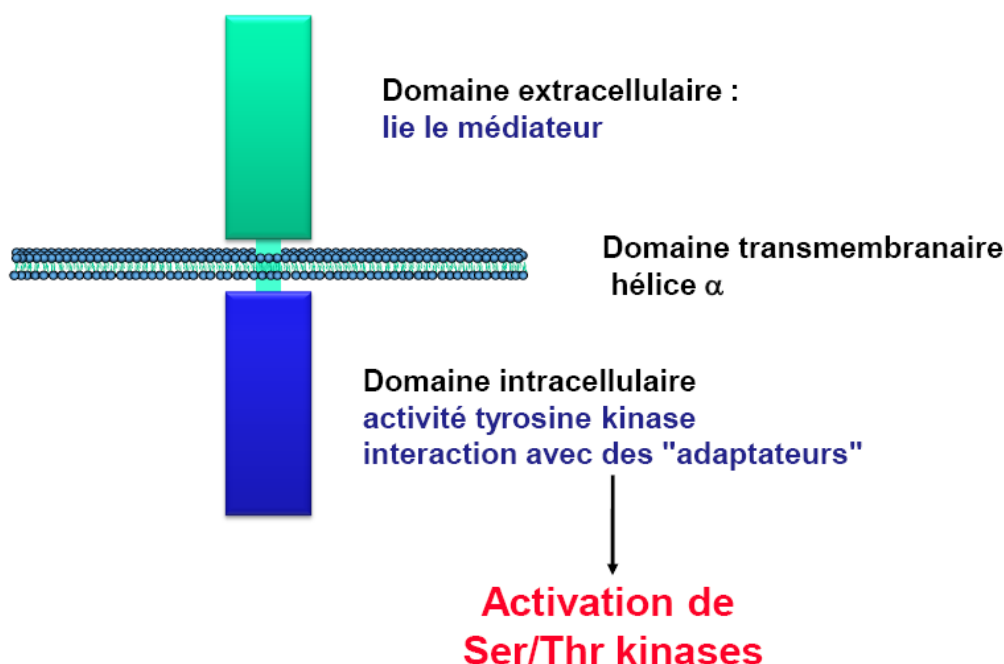 Domaine extracellulaire :
lie le médiateur
Domaine transmembranaire
hélice α
Domaine intracellulaire
activité tyrosine kinase
interaction avec des "adaptateurs"
Activation de
Ser/Thr kinases